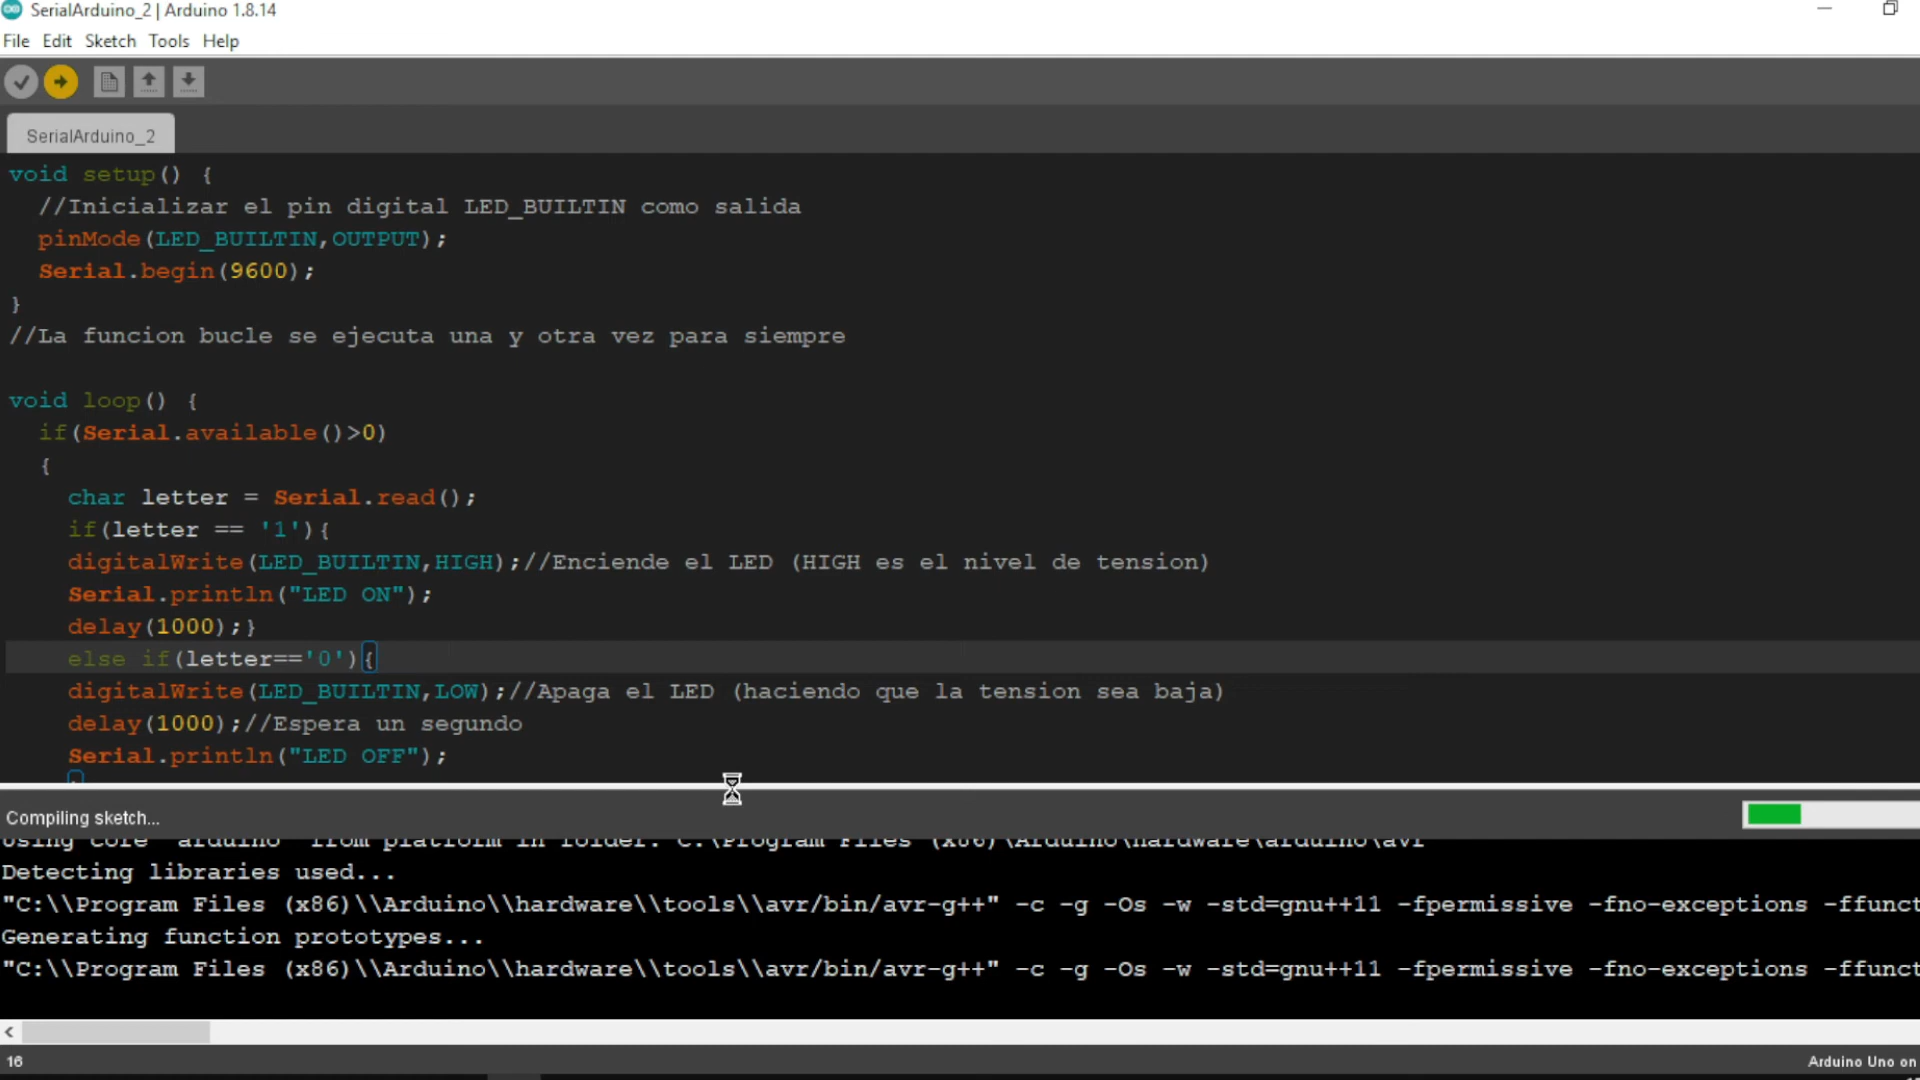 SerialArduino_2 | Arduino 1.8.14
File Edit Sketch Tools Help
SerialArduino_2
void setup() {
//Inicializar el pin digital LED_BUILTIN como salida
pinMode(LED_BUILTIN,OUTPUT);
Serial.begin(9600);
}
//La funcion bucle se ejecuta una y otra vez para siempre
void loop() {
if(Serial.available()>0)
{
char letter = Serial.read();
if(letter == '1'){
digitalWrite(LED_BUILTIN,HIGH);//Enciende el LED (HIGH es el nivel de tension)
Serial.println("LED ON");
delay(1000);}
else if(letter=='0'){
digitalWrite(LED_BUILTIN,LOW);//Apaga el LED (haciendo que la tension sea baja)
delay(1000);//Espera un segundo
Serial.println("LED OFF");
Compiling sketch...
Using core 'arduino' from platform in folder: C:\Program Files (x86)\Arduino\hardware\arduino\avr
Detecting libraries used...
"C:\\Program Files (x86)\\Arduino\\hardware\\tools\\avr/bin/avr-g++" -c -g -Os -w -std=gnu++11 -fpermissive -fno-exceptions -ffunct
Generating function prototypes...
"C:\\Program Files (x86)\\Arduino\\hardware\\tools\\avr/bin/avr-g++" -c -g -Os -w -std=gnu++11 -fpermissive -fno-exceptions -ffunct
16
Arduino Uno on